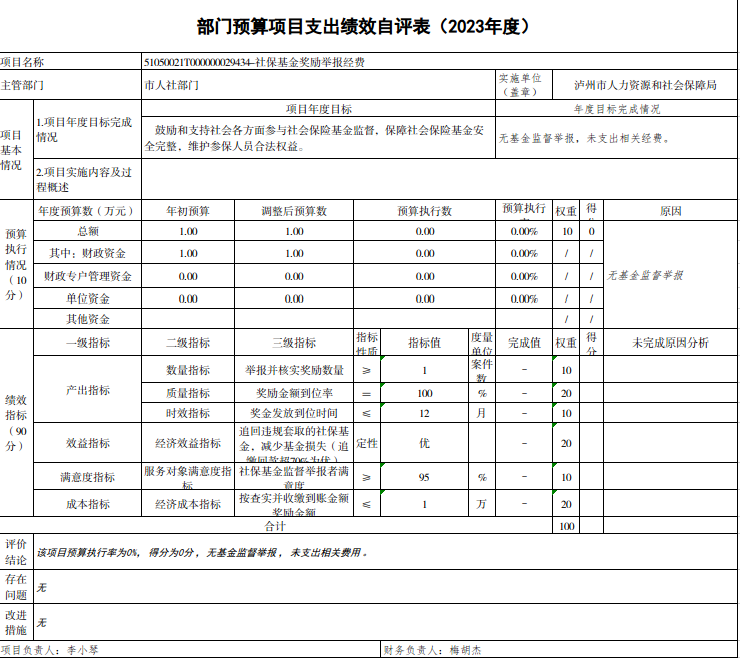 部门预算项目支出绩效自评表（2023年度）
项目名称 51050021T000000029434-社保基金奖励举报经费
主管部门 市人社部门 实施单位（盖章） 泸州市人力资源和社会保障局
项目基本情况 1.项目年度目标完成情况 项目年度目标 年度目标完成情况
鼓励和支持社会各方面参与社会保险基金监督，保障社会保险基金安全完整，维护参保人员合法权益。 无基金监督举报，未支出相关经费。
2.项目实施内容及过程概述
预算执行情况（10分） 年度预算数（万元） 年初预算 调整后预算数 预算执行数 预算执行 权重 得 原因
总额 1.00 1.00 0.00 0.00% 10 0 无基金监督举报
其中：财政资金 1.00 1.00 0.00 0.00% / /
财政专户管理资金 0.00 0.00 0.00 0.00% / /
单位资金 0.00 0.00 0.00 0.00% / /
其他资金 / /
绩效指标（90分） 一级指标 二级指标 三级指标 指标性质 指标值 度量单位 完成值 权重 得分 未完成原因分析
产出指标 数量指标 举报并核实奖励数量 ≥ 1 案件数 - 10
质量指标 奖励金额到位率 ＝ 100 % - 20
时效指标 奖金发放到位时间 ≤ 12 月 - 10
效益指标 经济效益指标 追回违规套取的社保基金，减少基金损失（追缴回款超70%为优） 定性 优 - 20
满意度指标 服务对象满意度指标 社保基金监督举报者满意度 ≥ 95 % - 10
成本指标 经济成本指标 按查实并收缴到账金额奖励金额 ≤ 1 万 - 20
合计 100
评价结论 该项目预算执行率为0%，得分为0分，无基金监督举报，未支出相关费用。
存在问题 无
改进措施 无
项目负责人：李小琴 财务负责人：梅胡杰